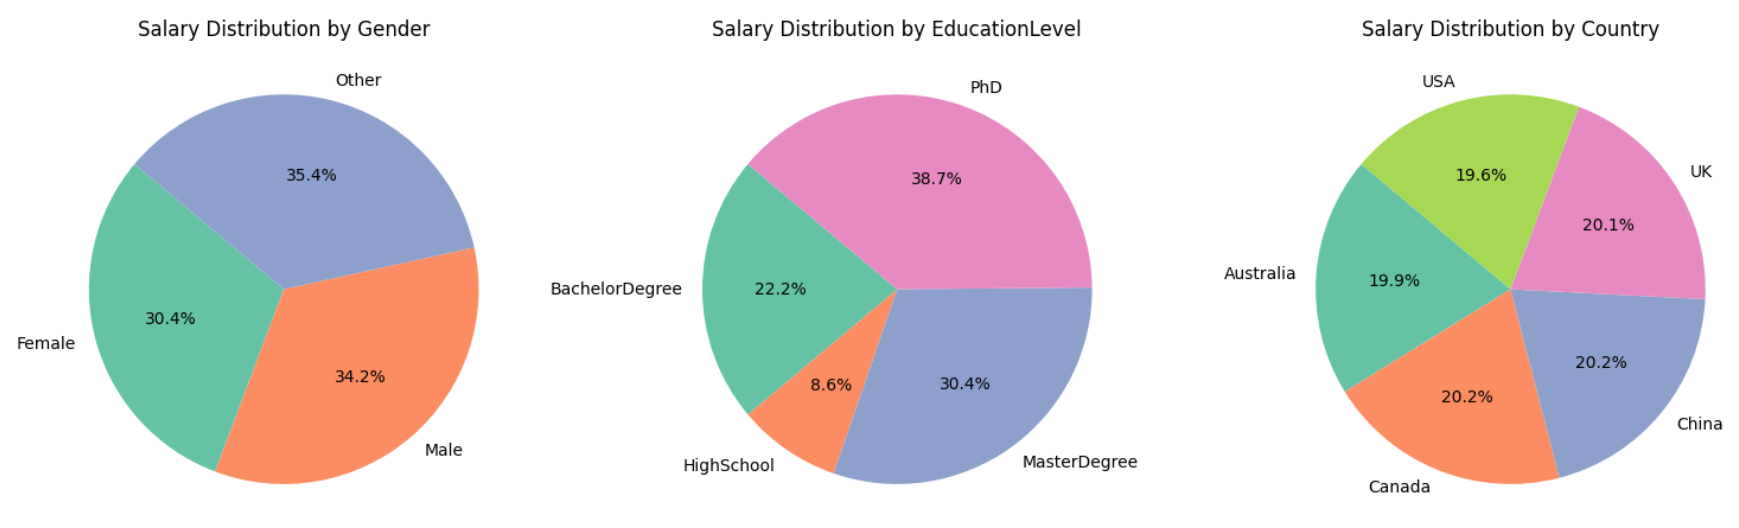 Salary Distribution by Gender
Other
35.4%
30.4%
Female
34.2%
Male
Salary Distribution by EducationLevel
PhD
38.7%
BachelorDegree
22.2%
8.6%
30.4%
HighSchool
MasterDegree
Salary Distribution by Country
USA
19.6%
UK
20.1%
Australia
19.9%
20.2%
20.2%
China
Canada